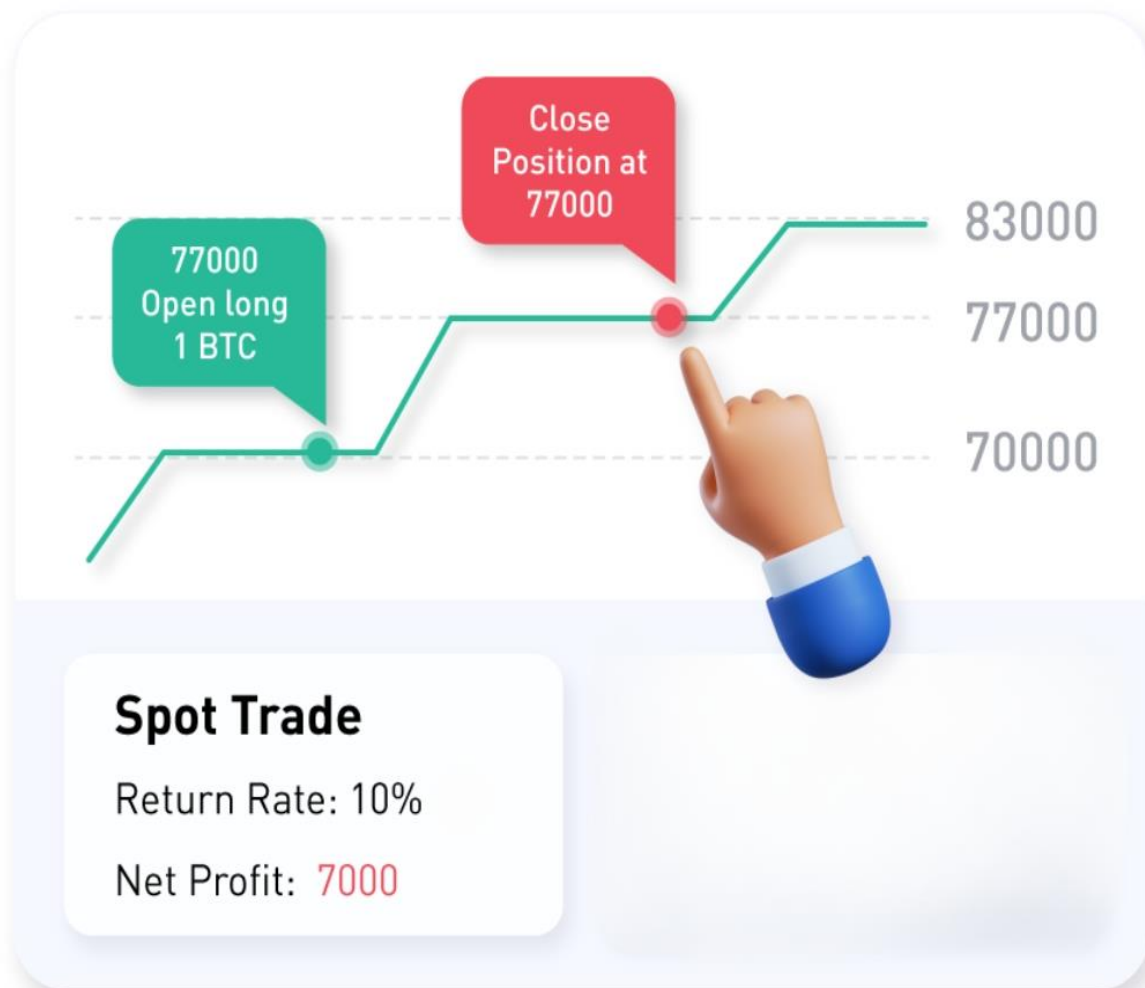 Close
Position at
77000
77000
Open long
1 BTC
83000
77000
70000
Spot Trade
Return Rate: 10%
Net Profit: 7000